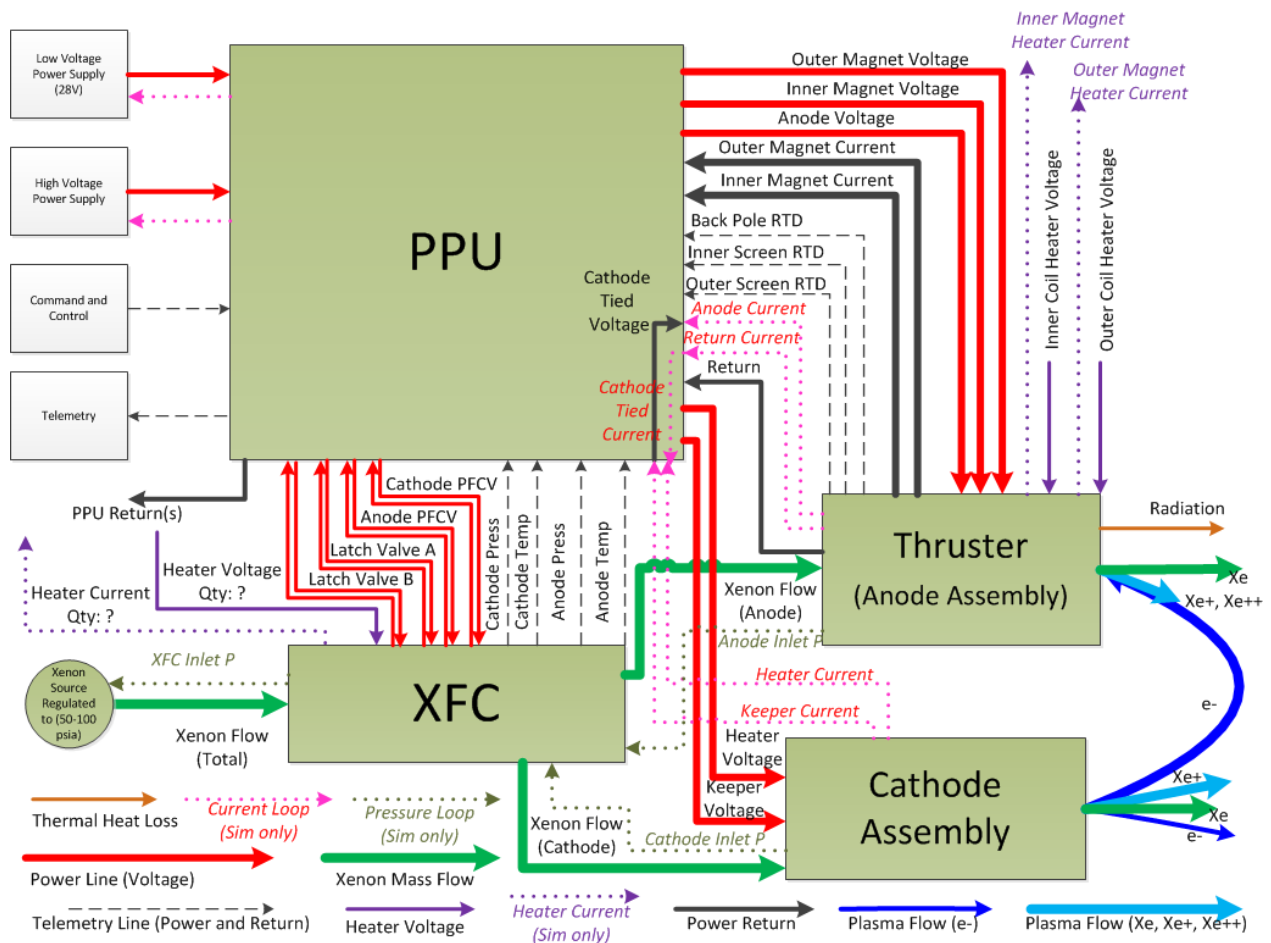 Low Voltage
Power Supply
(28V)
High Voltage
Power Supply
Command and
Control
Telemetry
PPU
Cathode
Tied
Voltage
Cathode
Tied
Current
Outer Magnet Voltage
Inner Magnet Voltage
Anode Voltage
Outer Magnet Current
Inner Magnet Current
Back Pole RTD
Inner Screen RTD
Outer Screen RTD
Anode Current
Return Current
Return
Inner Magnet
Heater Current
Outer Magnet
Heater Current
Inner Coil Heater Voltage
Outer Coil Heater Voltage
PPU Return(s)
Heater Voltage
Qty: ?
Heater Current
Qty: ?
Cathode PFCV
Anode PFCV
Latch Valve A
Latch Valve B
Cathode Press
Cathode Temp
Anode Press
Anode Temp
Xenon Flow
(Anode)
Thruster
(Anode Assembly)
Radiation
Xe
Xe+, Xe++
e-
Anode Inlet P
XFC Inlet P
Xenon
Source
Regulated
to (50-100
psia)
Xenon Flow
(Total)
XFC
Heater Current
Keeper Current
Heater
Voltage
Keeper
Voltage
Cathode
Assembly
Xe+
Xe
e-
Xenon Flow
(Cathode)
Cathode Inlet P
Thermal Heat Loss
Current Loop
(Sim only)
Pressure Loop
(Sim only)
Power Line (Voltage)
Xenon Mass Flow
Telemetry Line (Power and Return)
Heater Voltage
Heater Current
(Sim only)
Power Return
Plasma Flow (e-)
Plasma Flow (Xe, Xe+, Xe++)